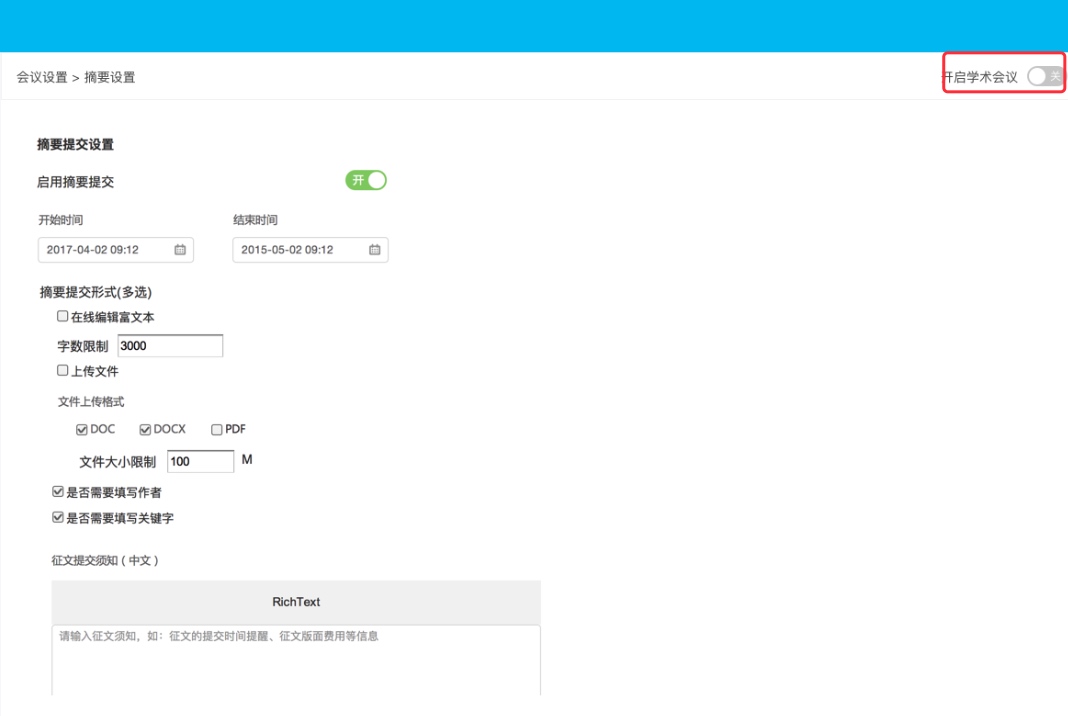 会议设置 > 摘要设置
开启学术会议 关
摘要提交设置
启用摘要提交 开
开始时间 结束时间
2017-04-02 09:12 2015-05-02 09:12
摘要提交形式(多选)
在线编辑富文本
字数限制 3000
上传文件
文件上传格式
DOC DOCX PDF
文件大小限制 100 M
是否需要填写作者
是否需要填写关键字
征文提交须知（中文）
RichText
请输入征文须知，如：征文的提交时间提醒、征文版面费用等信息